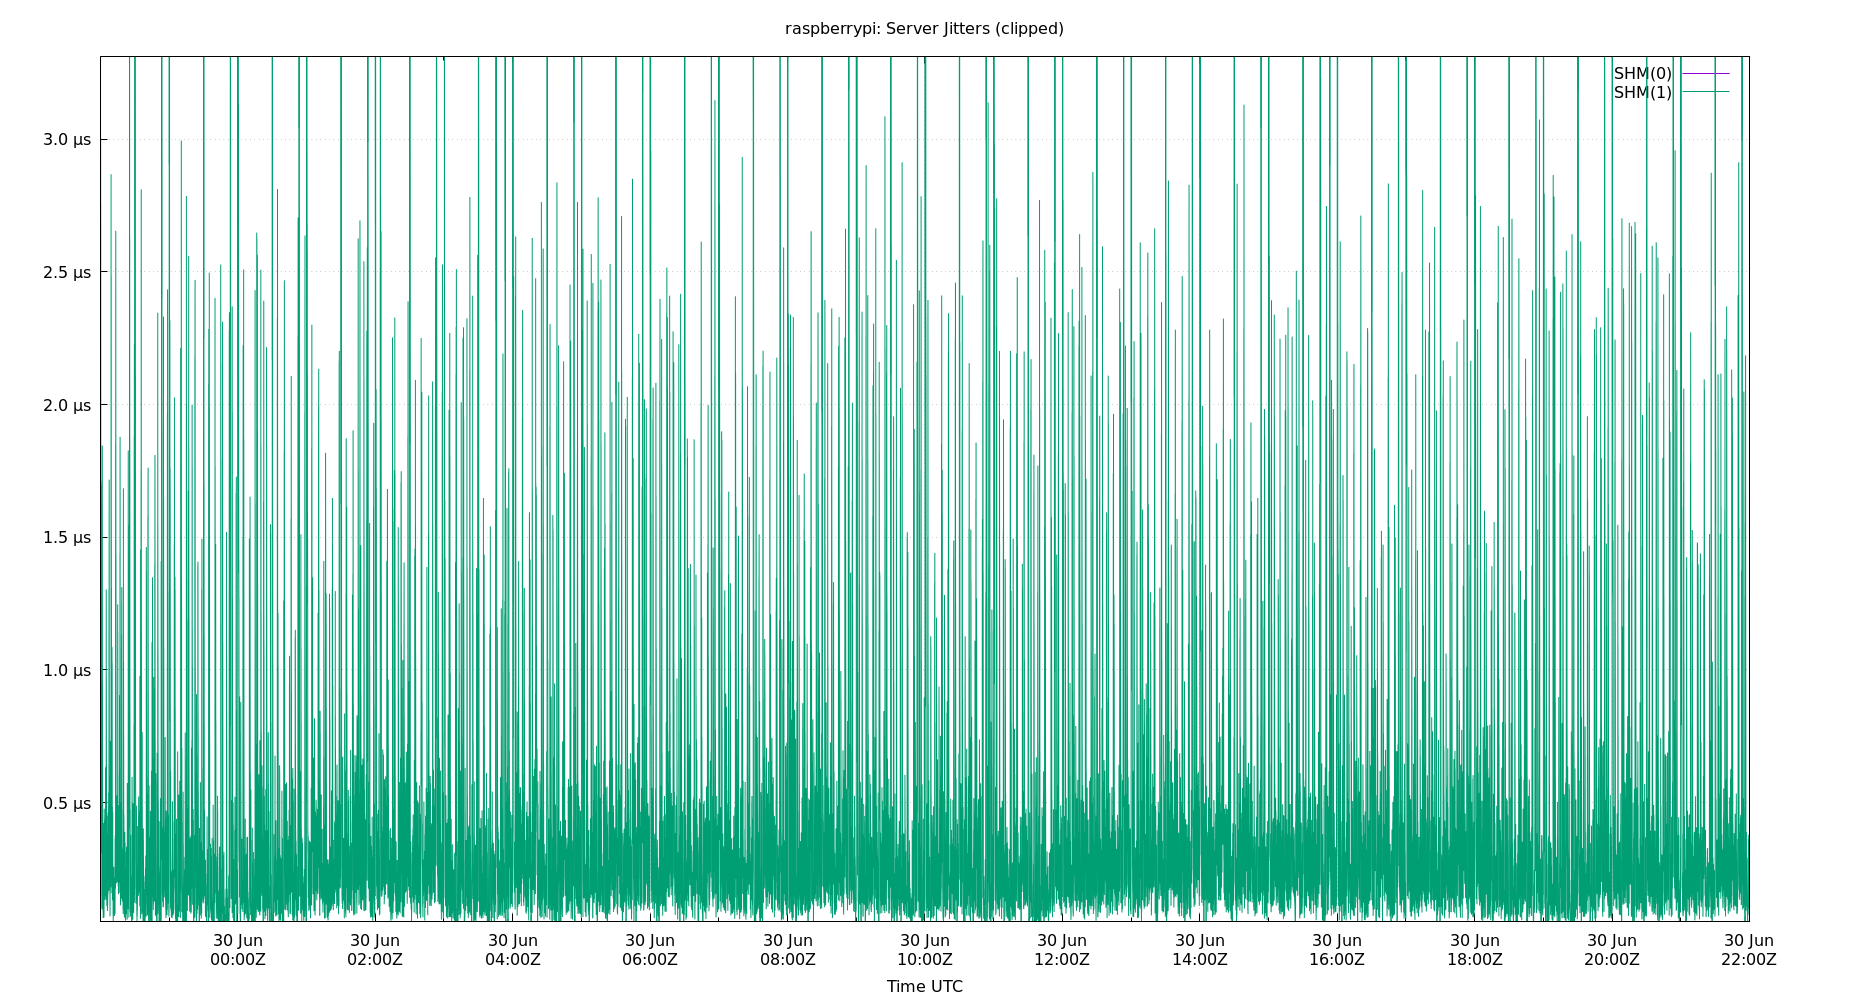 raspberrypi: Server Jitters (clipped)
SHM(0)
SHM(1)
3.0 µs
2.5 µs
2.0 µs
1.5 µs
1.0 µs
0.5 µs
30 Jun 30 Jun 30 Jun 30 Jun 30 Jun 30 Jun 30 Jun 30 Jun 30 Jun 30 Jun 30 Jun 30 Jun
00:00Z 02:00Z 04:00Z 06:00Z 08:00Z 10:00Z 12:00Z 14:00Z 16:00Z 18:00Z 20:00Z 22:00Z
Time UTC